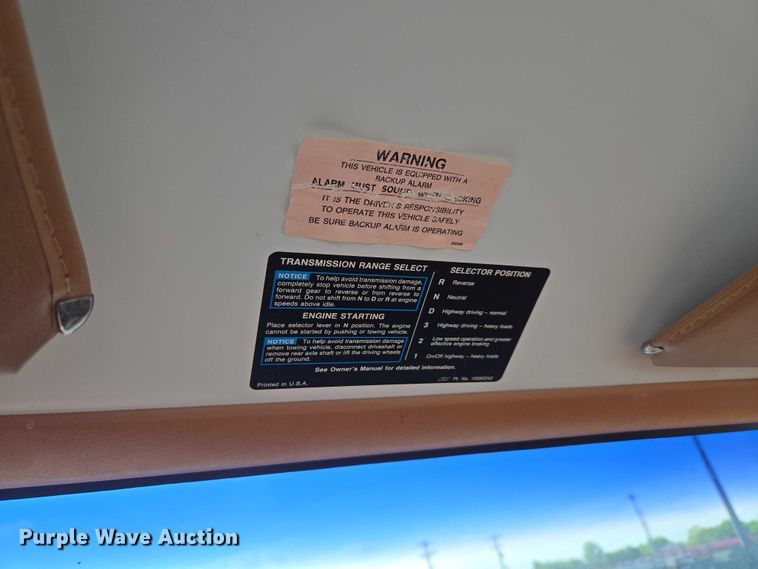 WARNING
THIS VEHICLE IS EQUIPPED WITH A
BACKUP ALARM
ALARM MUST SOUND WHEN BACKING
IT IS THE DRIVER'S RESPONSIBILITY
TO OPERATE THIS VEHICLE SAFELY
BE SURE BACKUP ALARM IS OPERATING
TRANSMISSION RANGE SELECT
NOTICE To help avoid transmission damage,
completely stop vehicle before shifting from a
forward gear to reverse or from reverse to
forward. Do not shift from N to D or R at engine
speeds above idle.
ENGINE STARTING
Place selector lever in N position. The engine
cannot be started by pushing or towing vehicle.
NOTICE To help avoid transmission damage
when towing vehicle, disconnect driveshaft or
remove rear axle shaft or lift the driving wheels
off the ground.
SELECTOR POSITION
R Reverse
N Neutral
D Highway driving – normal
3 Highway driving – heavy loads
2 Low speed operation and greater
effective engine braking
1 On/Off highway – heavy loads
See Owner's Manual for detailed information.
Printed in U.S.A.
Pt. No. 15992242
Purple Wave Auction